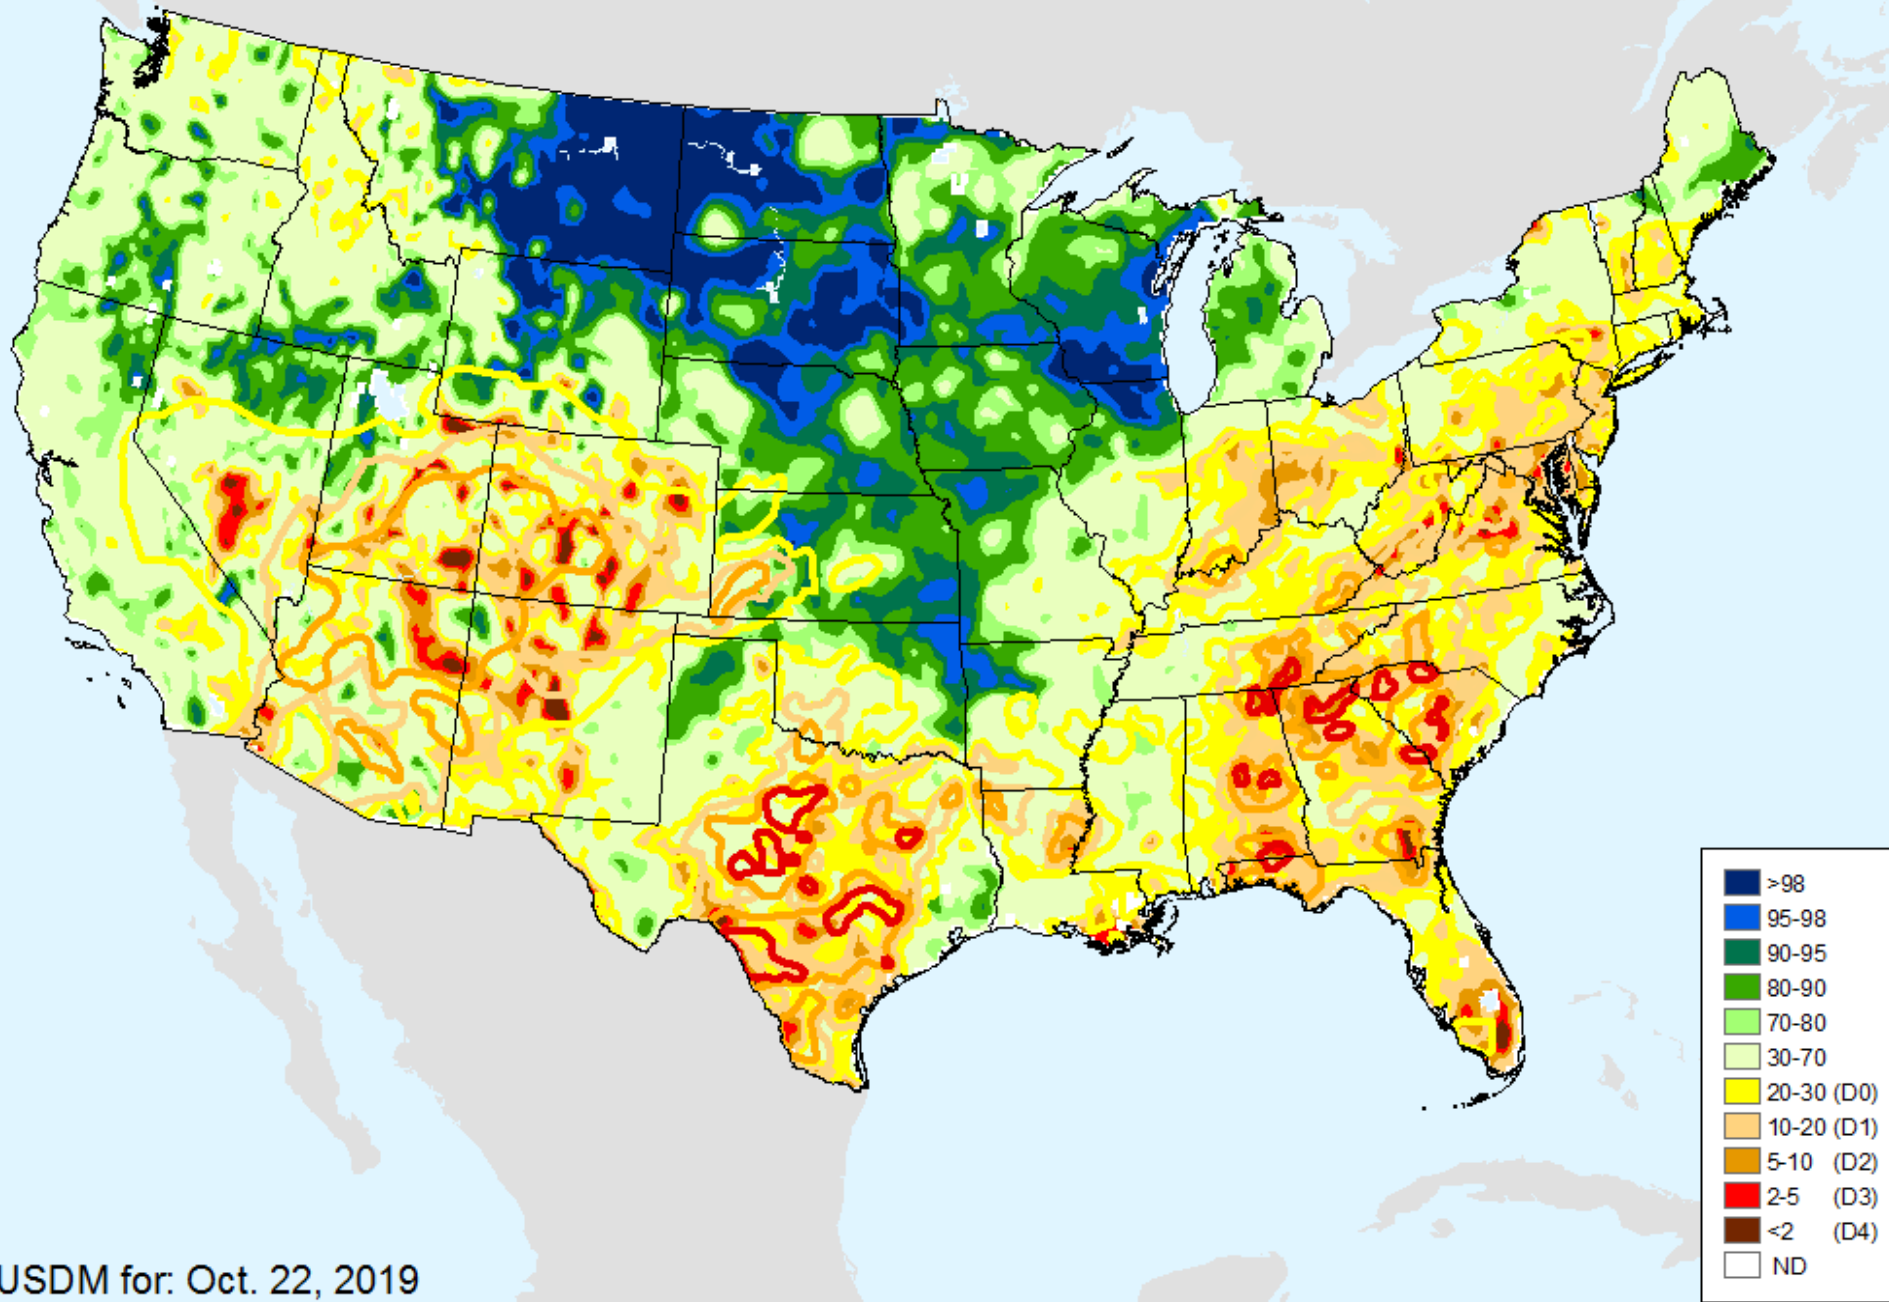 >98
95-98
90-95
80-90
70-80
30-70
20-30 (D0)
10-20 (D1)
5-10 (D2)
2-5 (D3)
<2 (D4)
ND
USDM for: Oct. 22, 2019